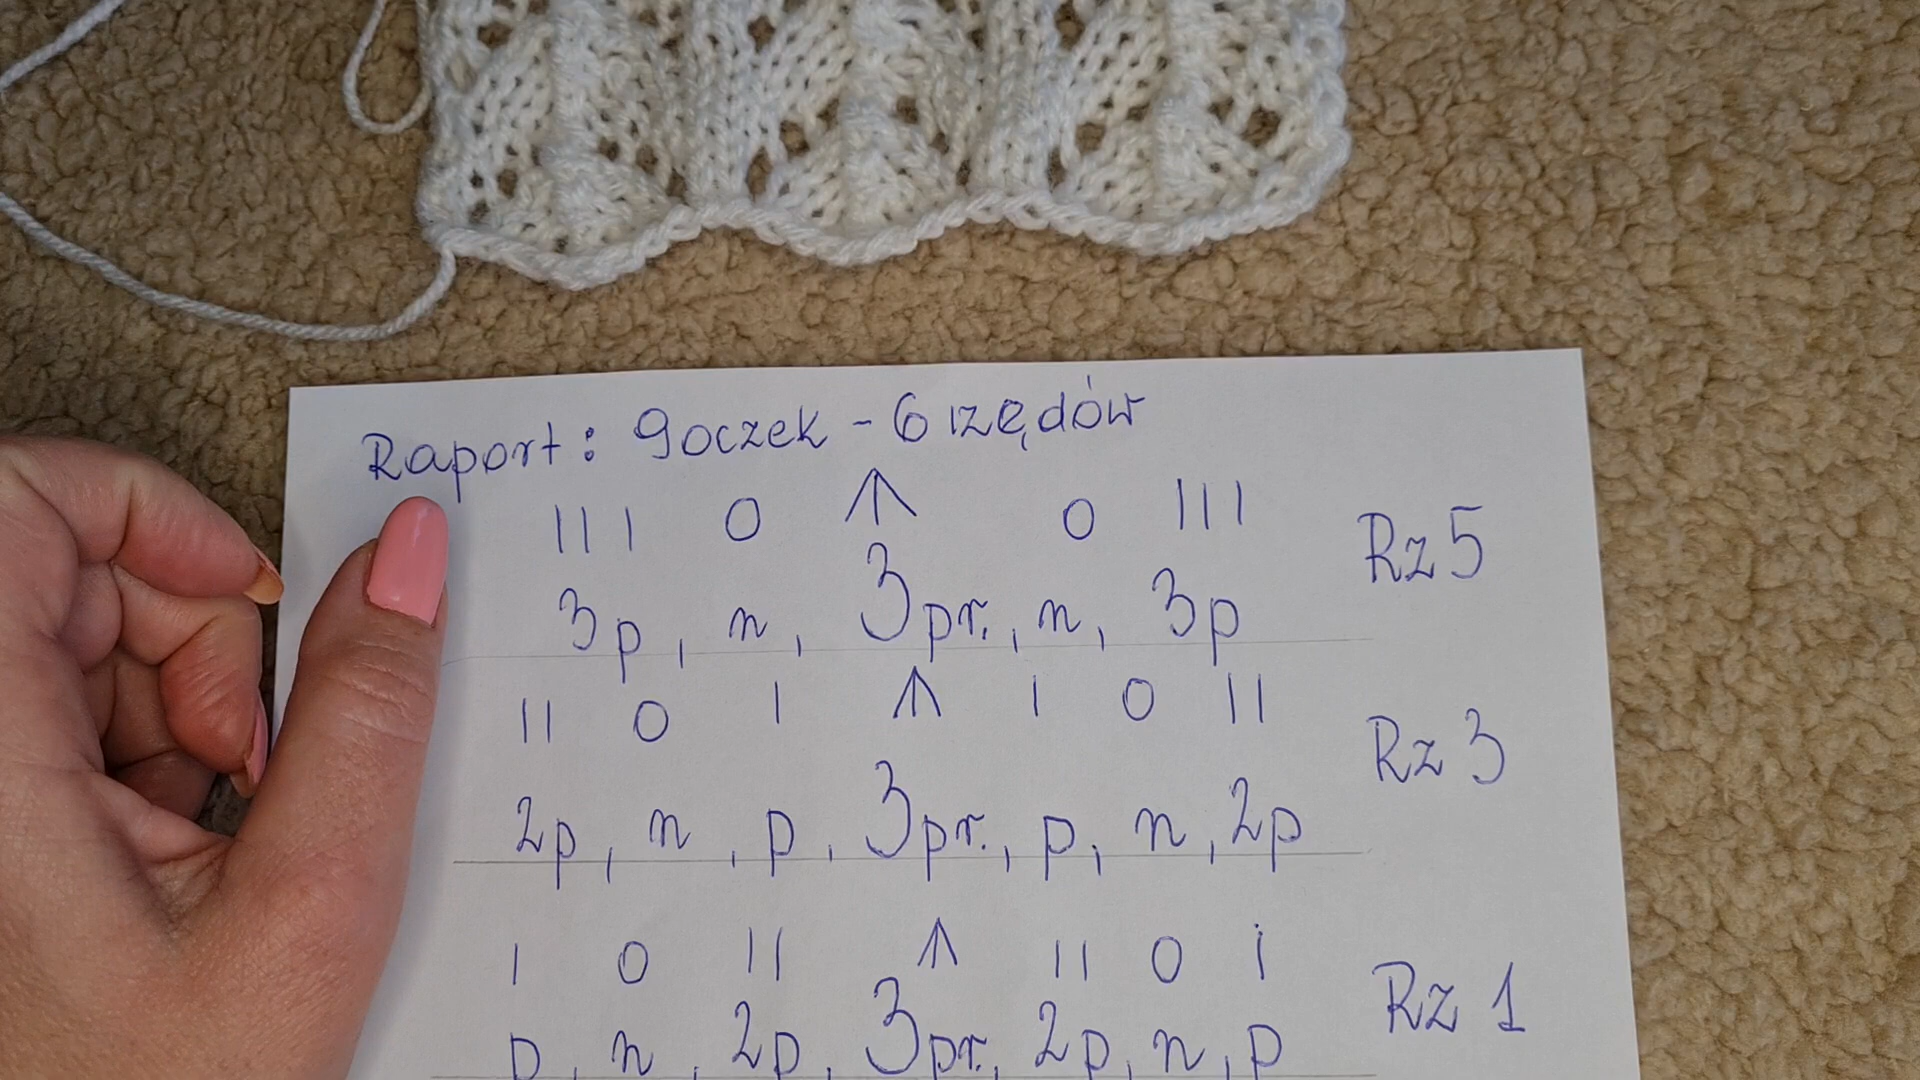 Raport: 9oczek - 6 rzędów
III O ⩚ O III Rz 5
3p, n, 3pr., n, 3p
II O I ⩚ I O II Rz 3
2p, n, p, 3pr., p, n, 2p
I O II ⩚ II O I Rz 1
p, n, 2p, 3pr., 2p, n, p